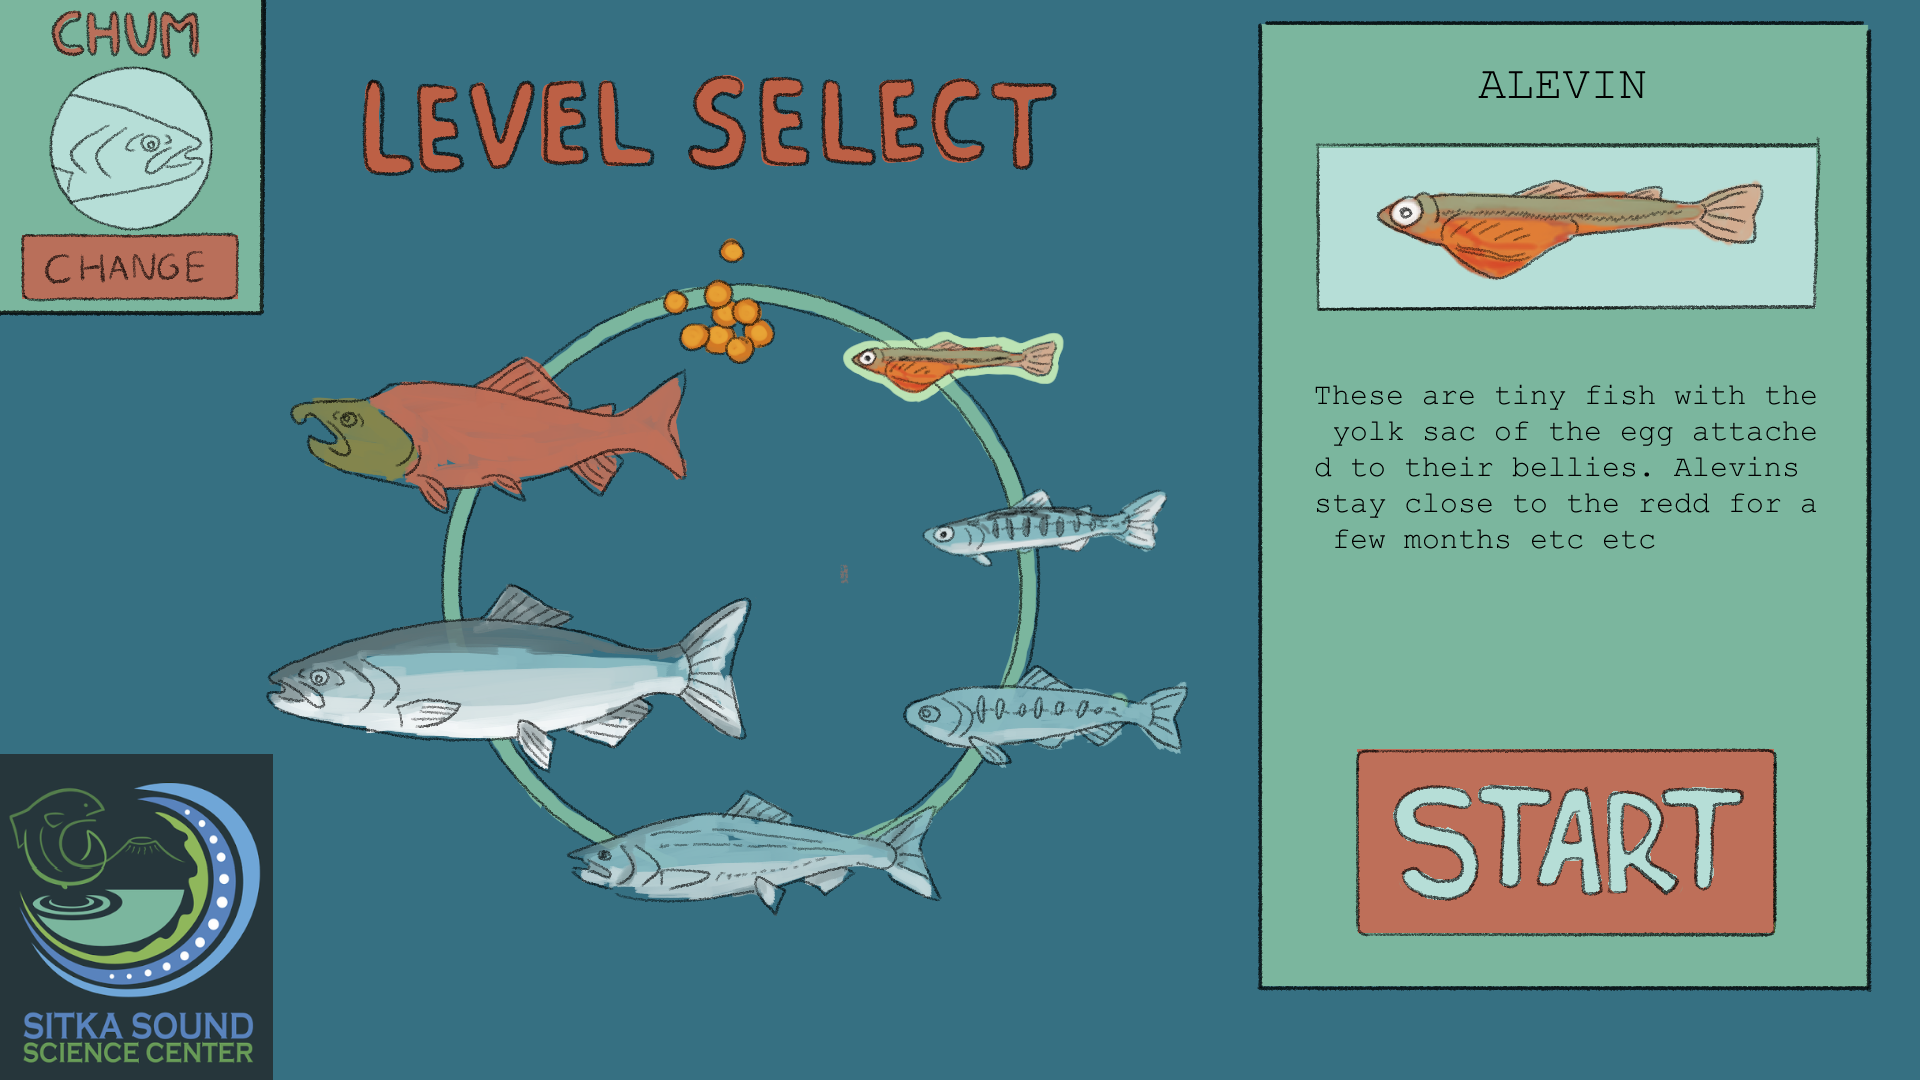 CHUM
CHANGE
LEVEL SELECT
ALEVIN
These are tiny fish with the
yolk sac of the egg attache
d to their bellies. Alevins
stay close to the redd for a
few months etc etc
START
SITKA SOUND
SCIENCE CENTER